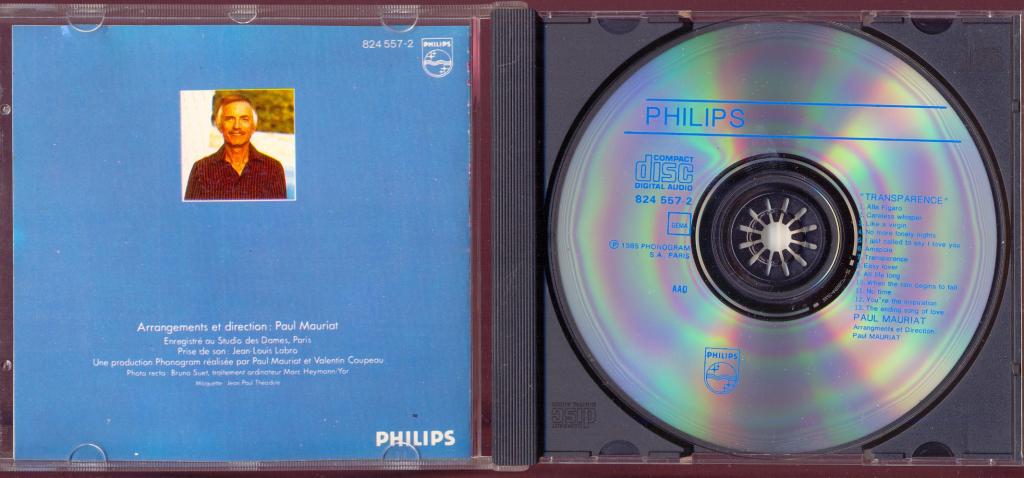 824 557-2
PHILIPS
Arrangements et direction : Paul Mauriat
Enregistré au Studio des Dames, Paris
Prise de son : Jean-Louis Labro
Une production Phonogram réalisée par Paul Mauriat et Valentin Coupeau
Photo recto : Bruno Suet, traitement ordinateur Marc Heymann/Yor
Maquette : Jean Paul Théodule
PHILIPS
PHILIPS
COMPACT
disc
DIGITAL AUDIO
824 557-2
GEMA
℗ 1985 PHONOGRAM
S.A. PARIS
AAD
PHILIPS
"TRANSPARENCE"
1. Alla Figaro
2. Careless whisper
3. Like a virgin
4. No more lonely nights
5. I just called to say I love you
6. Amapola
7. Transparence
8. Easy lover
9. All life long
10. When the rain begins to fall
11. No time
12. You're the inspiration
13. The ending song of love
PAUL MAURIAT
Arrangments et Direction:
Paul MAURIAT
COMPACT
disc
DIGITAL AUDIO